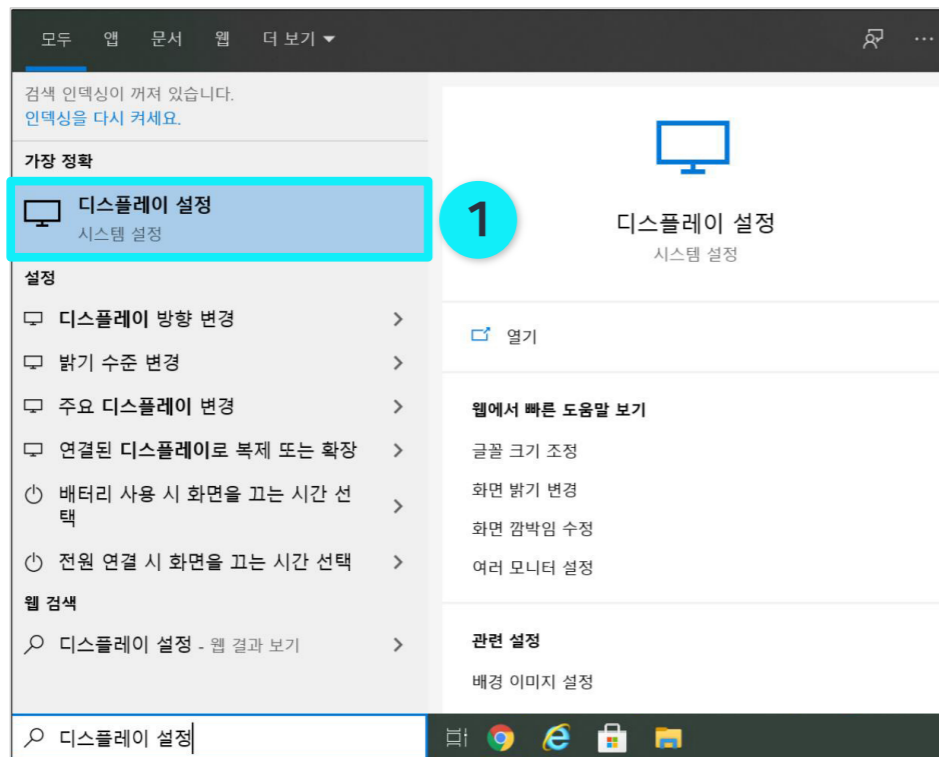 모두 앱 문서 웹 더 보기
검색 인덱싱이 꺼져 있습니다.
인덱싱을 다시 켜세요.
가장 정확
디스플레이 설정
시스템 설정
1
설정
디스플레이 방향 변경
밝기 수준 변경
주요 디스플레이 변경
연결된 디스플레이로 복제 또는 확장
배터리 사용 시 화면을 끄는 시간 선
택
전원 연결 시 화면을 끄는 시간 선택
웹 검색
디스플레이 설정 - 웹 결과 보기
디스플레이 설정
디스플레이 설정
시스템 설정
열기
웹에서 빠른 도움말 보기
글꼴 크기 조정
화면 밝기 변경
화면 깜박임 수정
여러 모니터 설정
관련 설정
배경 이미지 설정